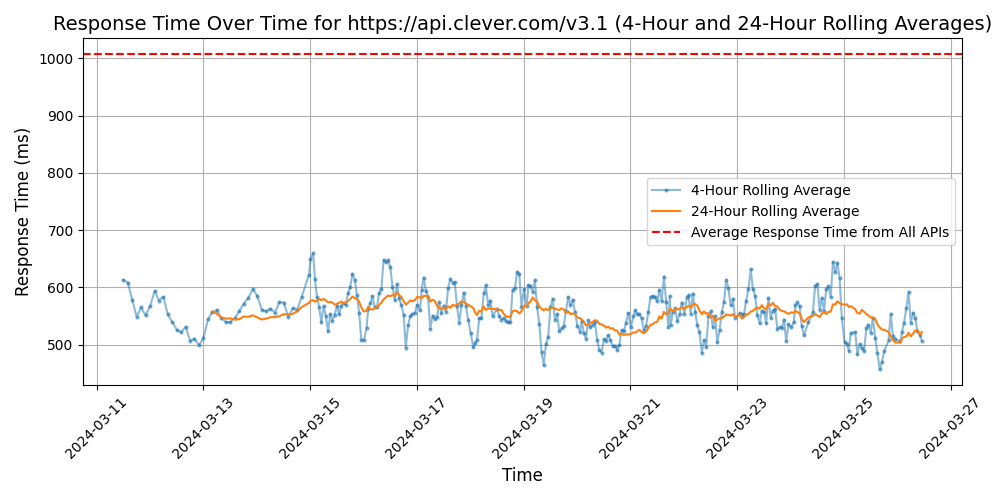 Response Time Over Time for https://api.clever.com/v3.1 (4-Hour and 24-Hour Rolling Averages)
Response Time (ms)
1000
900
800
700
600
500
4-Hour Rolling Average
24-Hour Rolling Average
Average Response Time from All APIs
2024-03-11
2024-03-13
2024-03-15
2024-03-17
2024-03-19
2024-03-21
2024-03-23
2024-03-25
2024-03-27
Time